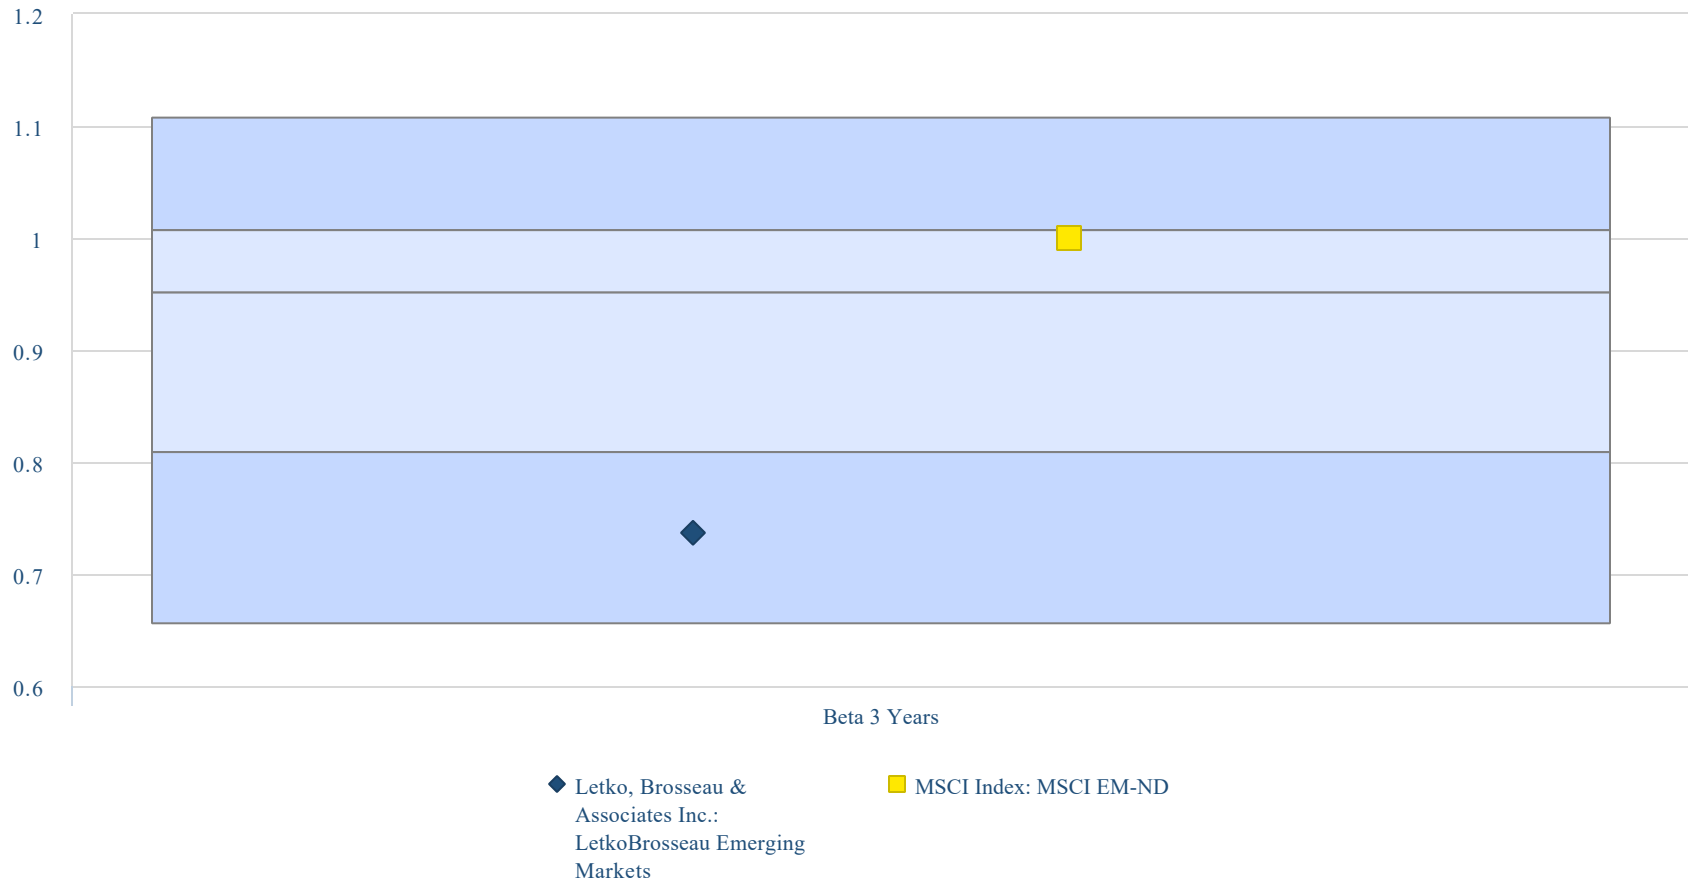 1.2
1.1
1
0.9
0.8
0.7
0.6
Beta 3 Years
Letko, Brosseau &
Associates Inc.:
LetkoBrosseau Emerging
Markets
MSCI Index: MSCI EM-ND